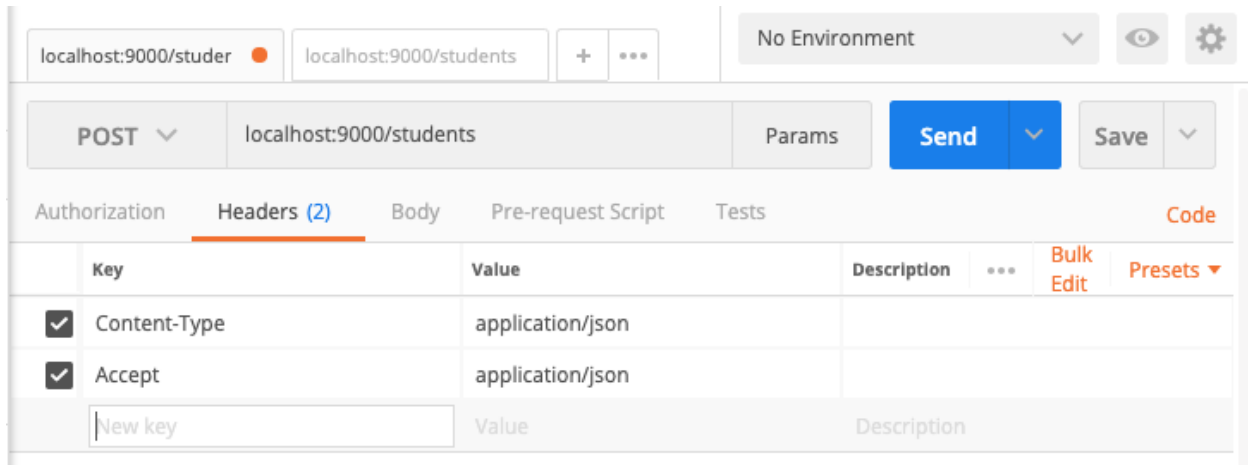 localhost:9000/studer localhost:9000/students + ••• No Environment
POST localhost:9000/students Params Send Save
Authorization Headers (2) Body Pre-request Script Tests Code
Key Value Description ••• Bulk Edit Presets
Content-Type application/json
Accept application/json
New key Value Description